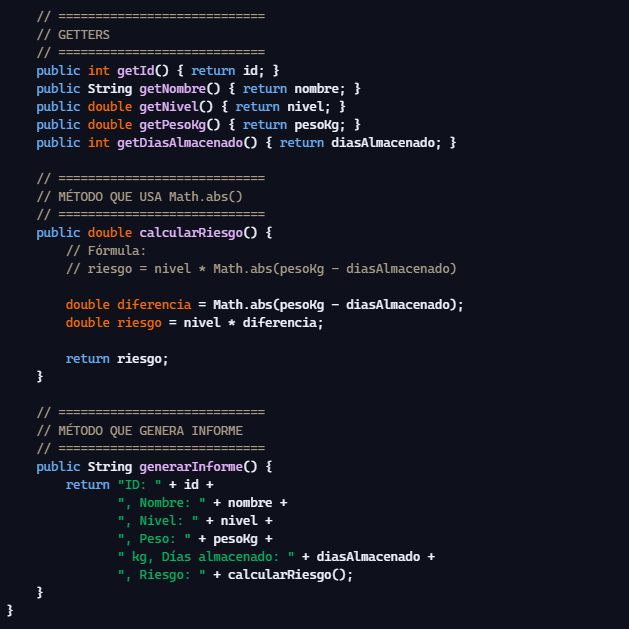 // ============================
// GETTERS
// ============================
public int getId() { return id; }
public String getNombre() { return nombre; }
public double getNivel() { return nivel; }
public double getPesoKg() { return pesoKg; }
public int getDiasAlmacenado() { return diasAlmacenado; }
// ============================
// MÉTODO QUE USA Math.abs()
// ============================
public double calcularRiesgo() {
// Fórmula:
// riesgo = nivel * Math.abs(pesoKg - diasAlmacenado)
double diferencia = Math.abs(pesoKg - diasAlmacenado);
double riesgo = nivel * diferencia;
return riesgo;
}
// ============================
// MÉTODO QUE GENERA INFORME
// ============================
public String generarInforme() {
return "ID: " + id +
", Nombre: " + nombre +
", Nivel: " + nivel +
", Peso: " + pesoKg +
" kg, Días almacenado: " + diasAlmacenado +
", Riesgo: " + calcularRiesgo();
}
}